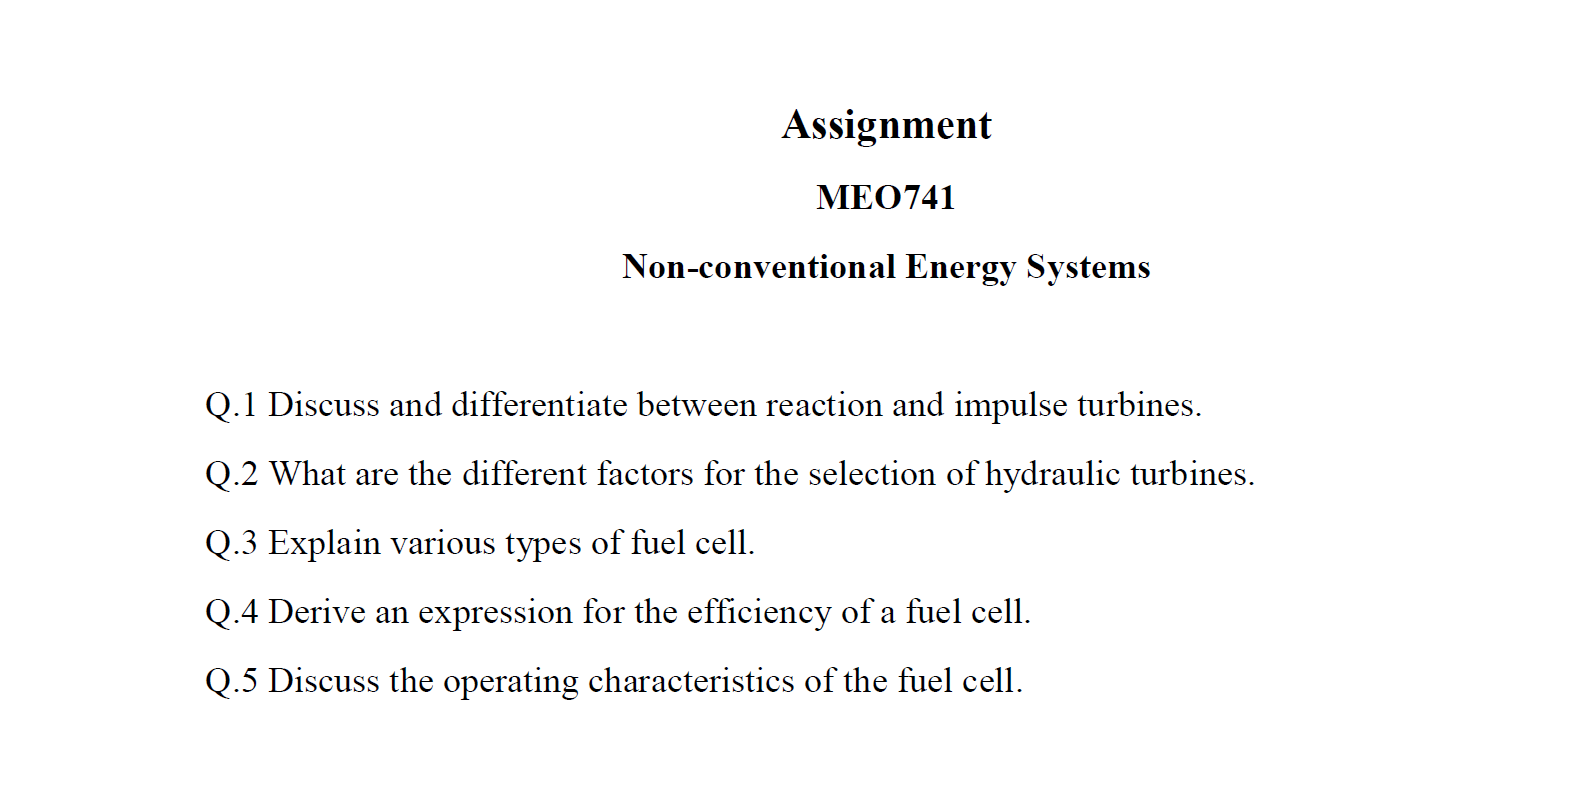 Assignment
MEO741
Non-conventional Energy Systems
Q.1 Discuss and differentiate between reaction and impulse turbines.
Q.2 What are the different factors for the selection of hydraulic turbines.
Q.3 Explain various types of fuel cell.
Q.4 Derive an expression for the efficiency of a fuel cell.
Q.5 Discuss the operating characteristics of the fuel cell.